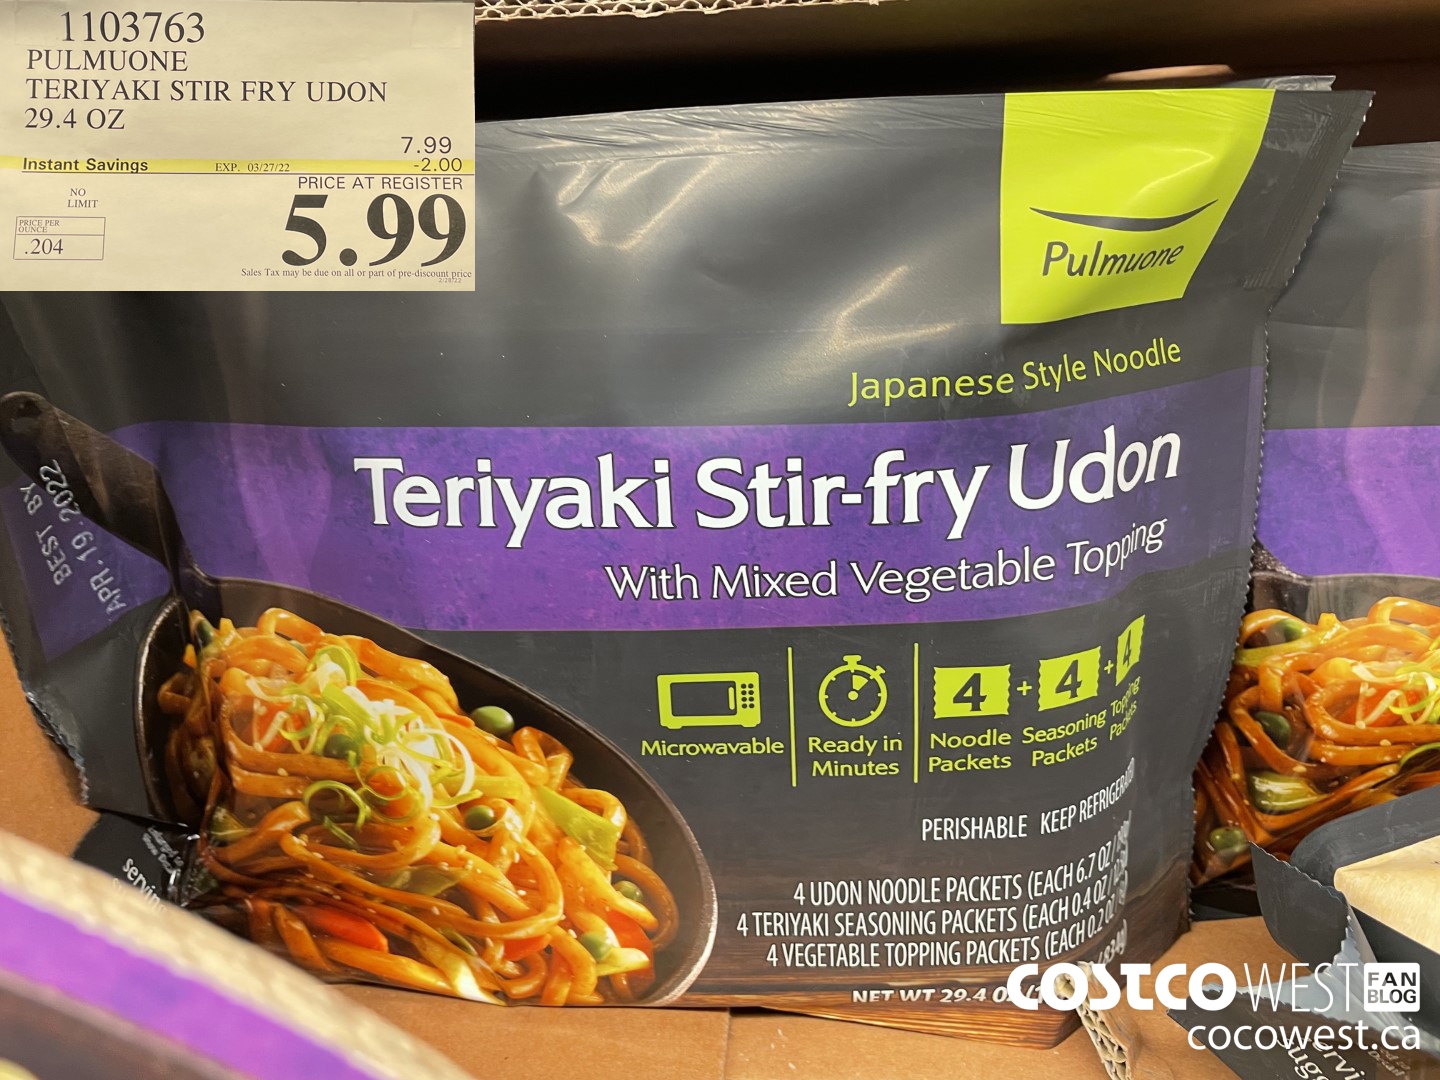 1103763
PULMUONE
TERIYAKI STIR FRY UDON
29.4 OZ
7.99
Instant Savings EXP. 03/27/22 -2.00
PRICE AT REGISTER
NO
LIMIT
5.99
PRICE PER
OUNCE
.204
Sales Tax may be due on all or part of pre-discount price
2/28/22
Pulmuone
Japanese Style Noodle
Teriyaki Stir-fry Udon
With Mixed Vegetable Topping
BEST BY
APR. 19. 2022
Microwavable
Ready in
Minutes
4 + 4 + 4
Noodle
Packets
Seasoning
Packets
Topping
PERISHABLE KEEP
4 UDON NOODLE PACKETS (EACH 6.7 OZ
4 TERIYAKI SEASONING PACKETS (EACH 0.4 OZ
4 VEGETABLE TOPPING PACKETS (EACH 0.2 OZ
NET WT 29.4
COSTCO WEST FAN
BLOG
cocowest.ca